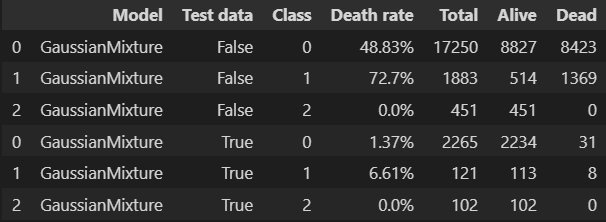 Model Test data Class Death rate Total Alive Dead
0 GaussianMixture False 0 48.83% 17250 8827 8423
1 GaussianMixture False 1 72.7% 1883 514 1369
2 GaussianMixture False 2 0.0% 451 451 0
0 GaussianMixture True 0 1.37% 2265 2234 31
1 GaussianMixture True 1 6.61% 121 113 8
2 GaussianMixture True 2 0.0% 102 102 0